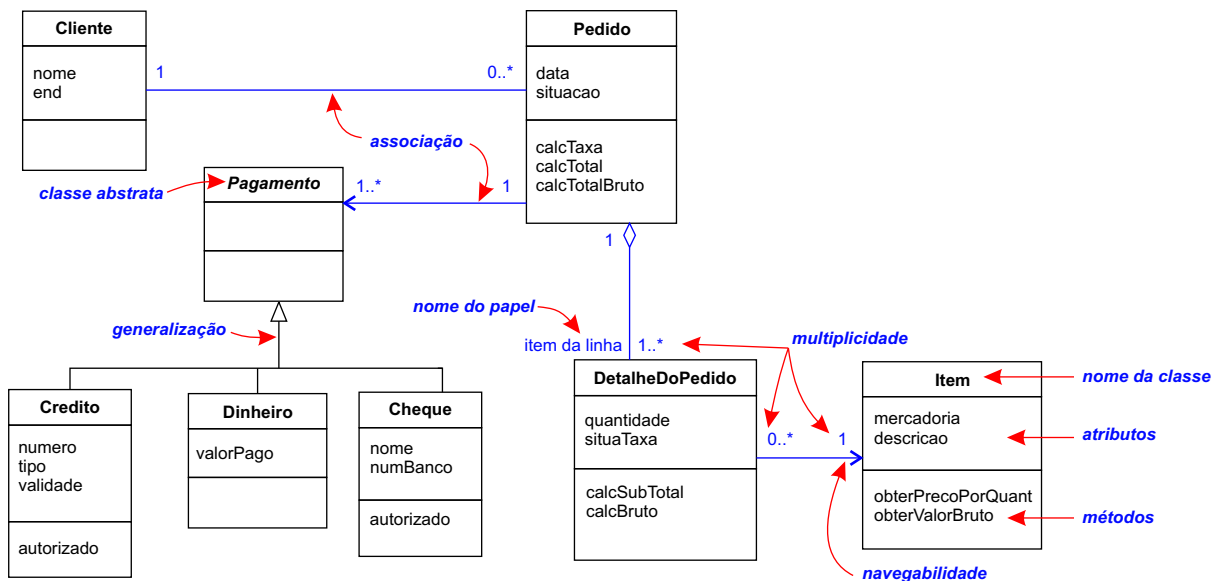 Cliente
nome
end
1
0..*
Pedido
data
situacao
calcTaxa
calcTotal
calcTotalBruto
associação
classe abstrata
Pagamento
1..*
1
1
generalização
nome do papel
item da linha
1..*
multiplicidade
Credito
numero
tipo
validade
autorizado
Dinheiro
valorPago
Cheque
nome
numBanco
autorizado
DetalheDoPedido
quantidade
situaTaxa
calcSubTotal
calcBruto
0..*
1
Item
mercadoria
descricao
obterPrecoPorQuant
obterValorBruto
nome da classe
atributos
métodos
navegabilidade